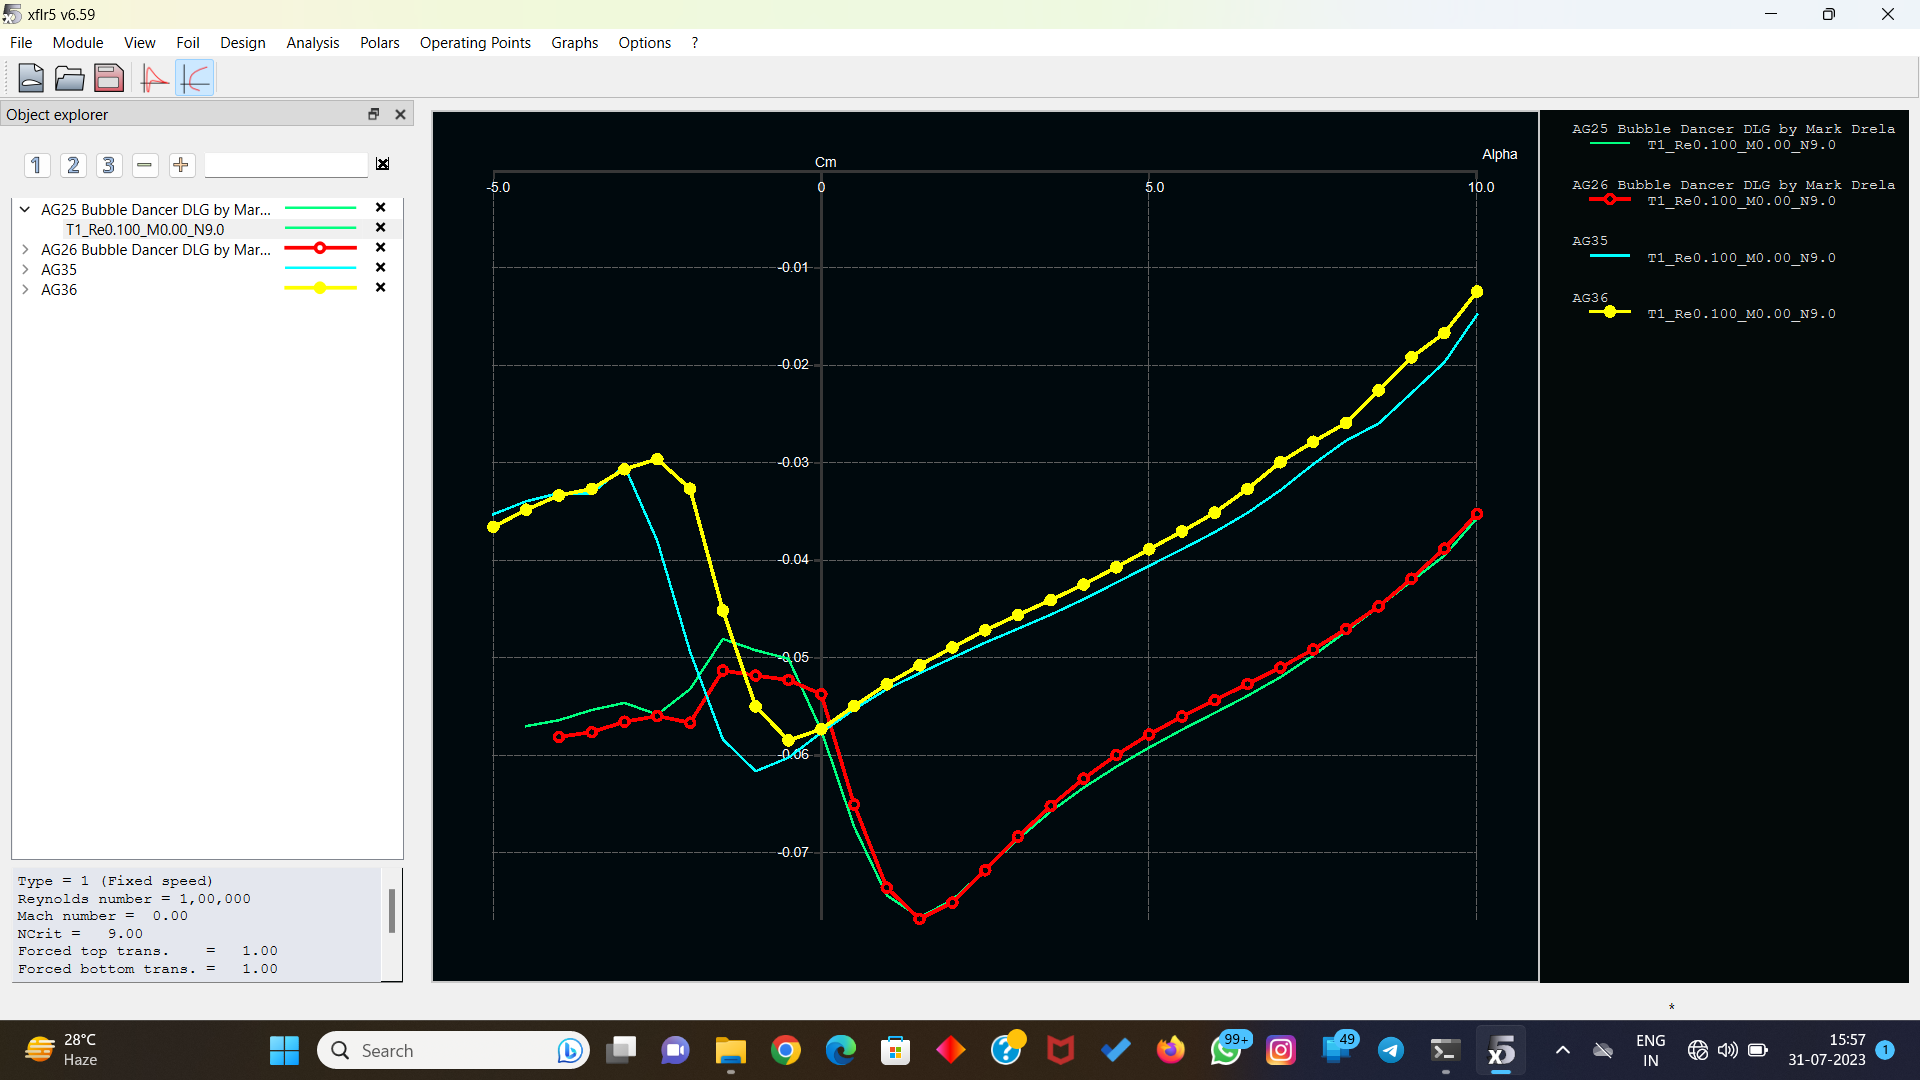 xflr5 v6.59
File Module View Foil Design Analysis Polars Operating Points Graphs Options ?
Object explorer
1 2 3
AG25 Bubble Dancer DLG by Mar...
T1_Re0.100_M0.00_N9.0
AG26 Bubble Dancer DLG by Mar...
AG35
AG36
Type = 1 (Fixed speed)
Reynolds number = 1,00,000
Mach number = 0.00
NCrit = 9.00
Forced top trans. = 1.00
Forced bottom trans. = 1.00
Cm
Alpha
-5.0 0 5.0 10.0
-0.01
-0.02
-0.03
-0.04
-0.05
-0.06
-0.07
AG25 Bubble Dancer DLG by Mark Drela
T1_Re0.100_M0.00_N9.0
AG26 Bubble Dancer DLG by Mark Drela
T1_Re0.100_M0.00_N9.0
AG35
T1_Re0.100_M0.00_N9.0
AG36
T1_Re0.100_M0.00_N9.0
*
28°C
Haze
Search
99+
49
x5
ENG
IN
15:57
31-07-2023
1